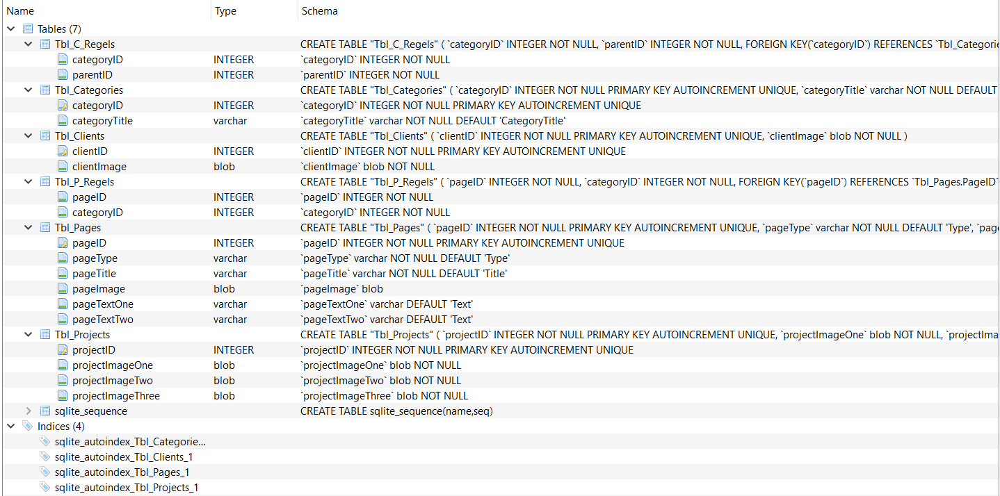 Name Type Schema
Tables (7)
Tbl_C_Regels CREATE TABLE "Tbl_C_Regels" ( `categoryID` INTEGER NOT NULL, `parentID` INTEGER NOT NULL, FOREIGN KEY(`categoryID`) REFERENCES `Tbl_Categorie
categoryID INTEGER `categoryID` INTEGER NOT NULL
parentID INTEGER `parentID` INTEGER NOT NULL
Tbl_Categories CREATE TABLE "Tbl_Categories" ( `categoryID` INTEGER NOT NULL PRIMARY KEY AUTOINCREMENT UNIQUE, `categoryTitle` varchar NOT NULL DEFAULT
categoryID INTEGER `categoryID` INTEGER NOT NULL PRIMARY KEY AUTOINCREMENT UNIQUE
categoryTitle varchar `categoryTitle` varchar NOT NULL DEFAULT 'CategoryTitle'
Tbl_Clients CREATE TABLE "Tbl_Clients" ( `clientID` INTEGER NOT NULL PRIMARY KEY AUTOINCREMENT UNIQUE, `clientImage` blob NOT NULL )
clientID INTEGER `clientID` INTEGER NOT NULL PRIMARY KEY AUTOINCREMENT UNIQUE
clientImage blob `clientImage` blob NOT NULL
Tbl_P_Regels CREATE TABLE "Tbl_P_Regels" ( `pageID` INTEGER NOT NULL, `categoryID` INTEGER NOT NULL, FOREIGN KEY(`pageID`) REFERENCES `Tbl_Pages.PageID`
pageID INTEGER `pageID` INTEGER NOT NULL
categoryID INTEGER `categoryID` INTEGER NOT NULL
Tbl_Pages CREATE TABLE "Tbl_Pages" ( `pageID` INTEGER NOT NULL PRIMARY KEY AUTOINCREMENT UNIQUE, `pageType` varchar NOT NULL DEFAULT 'Type', `page
pageID INTEGER `pageID` INTEGER NOT NULL PRIMARY KEY AUTOINCREMENT UNIQUE
pageType varchar `pageType` varchar NOT NULL DEFAULT 'Type'
pageTitle varchar `pageTitle` varchar NOT NULL DEFAULT 'Title'
pageImage blob `pageImage` blob
pageTextOne varchar `pageTextOne` varchar DEFAULT 'Text'
pageTextTwo varchar `pageTextTwo` varchar DEFAULT 'Text'
Tbl_Projects CREATE TABLE "Tbl_Projects" ( `projectID` INTEGER NOT NULL PRIMARY KEY AUTOINCREMENT UNIQUE, `projectImageOne` blob NOT NULL, `projectIma
projectID INTEGER `projectID` INTEGER NOT NULL PRIMARY KEY AUTOINCREMENT UNIQUE
projectImageOne blob `projectImageOne` blob NOT NULL
projectImageTwo blob `projectImageTwo` blob NOT NULL
projectImageThree blob `projectImageThree` blob NOT NULL
sqlite_sequence CREATE TABLE sqlite_sequence(name,seq)
Indices (4)
sqlite_autoindex_Tbl_Categorie...
sqlite_autoindex_Tbl_Clients_1
sqlite_autoindex_Tbl_Pages_1
sqlite_autoindex_Tbl_Projects_1